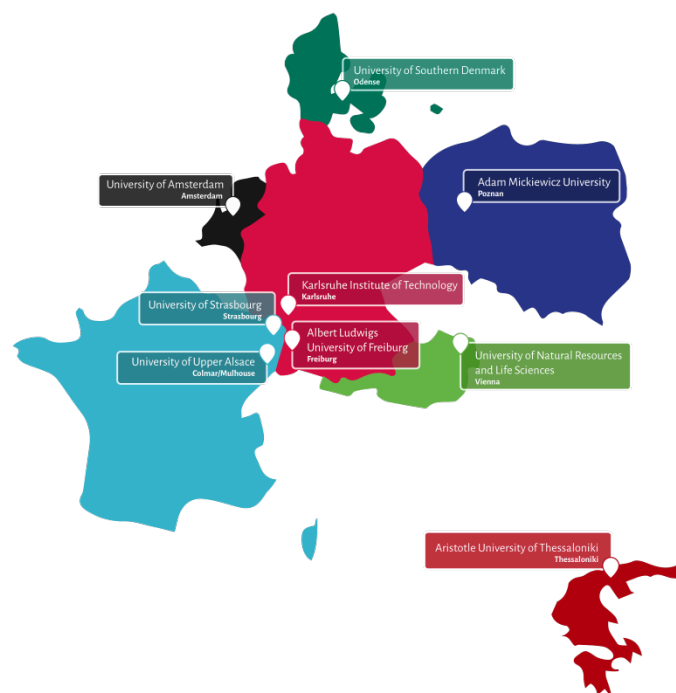 University of Southern Denmark
Odense
University of Amsterdam
Amsterdam
Adam Mickiewicz University
Poznan
Karlsruhe Institute of Technology
Karlsruhe
University of Strasbourg
Strasbourg
Albert Ludwigs
University of Freiburg
Freiburg
University of Upper Alsace
Colmar/Mulhouse
University of Natural Resources
and Life Sciences
Vienna
Aristotle University of Thessaloniki
Thessaloniki